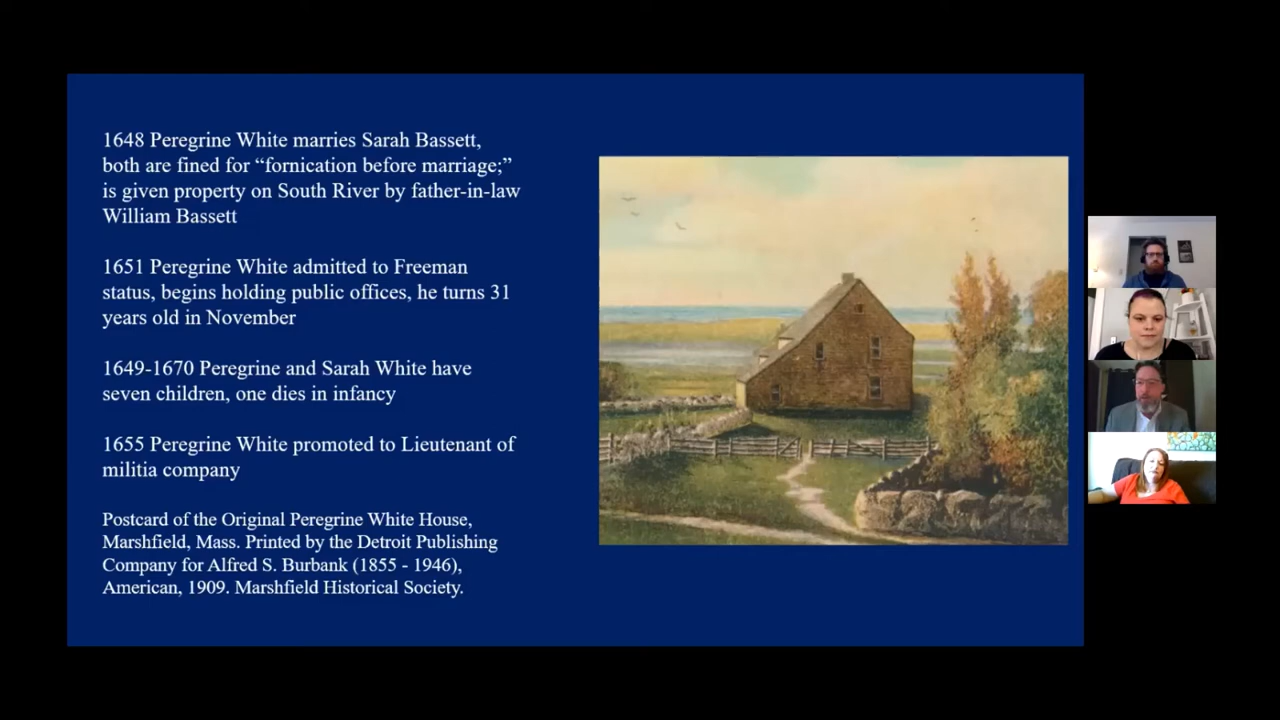 1648 Peregrine White marries Sarah Bassett,
both are fined for “fornication before marriage;”
is given property on South River by father-in-law
William Bassett
1651 Peregrine White admitted to Freeman
status, begins holding public offices, he turns 31
years old in November
1649-1670 Peregrine and Sarah White have
seven children, one dies in infancy
1655 Peregrine White promoted to Lieutenant of
militia company
Postcard of the Original Peregrine White House,
Marshfield, Mass. Printed by the Detroit Publishing
Company for Alfred S. Burbank (1855 - 1946),
American, 1909. Marshfield Historical Society.